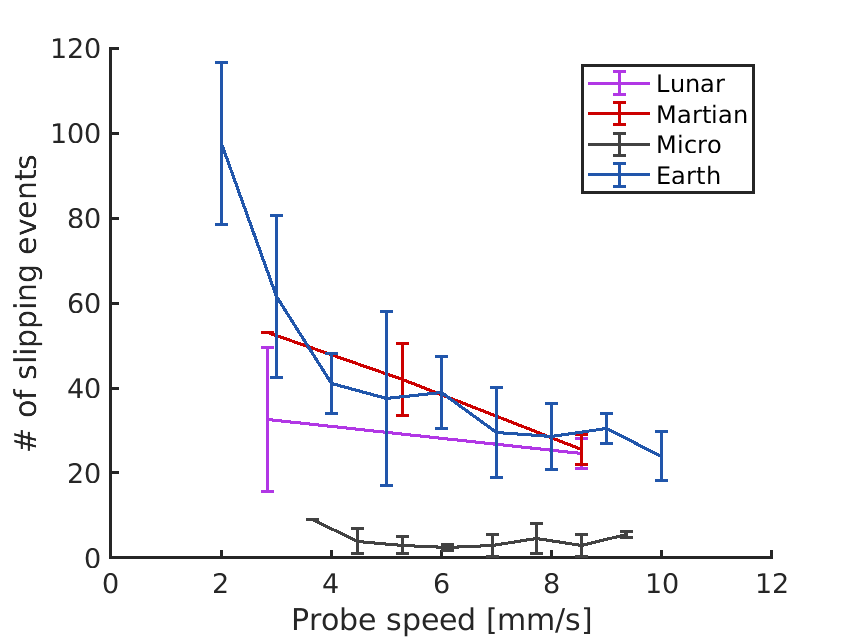 120
100
80
60
40
20
0
# of slipping events
Lunar
Martian
Micro
Earth
0 2 4 6 8 10 12
Probe speed [mm/s]